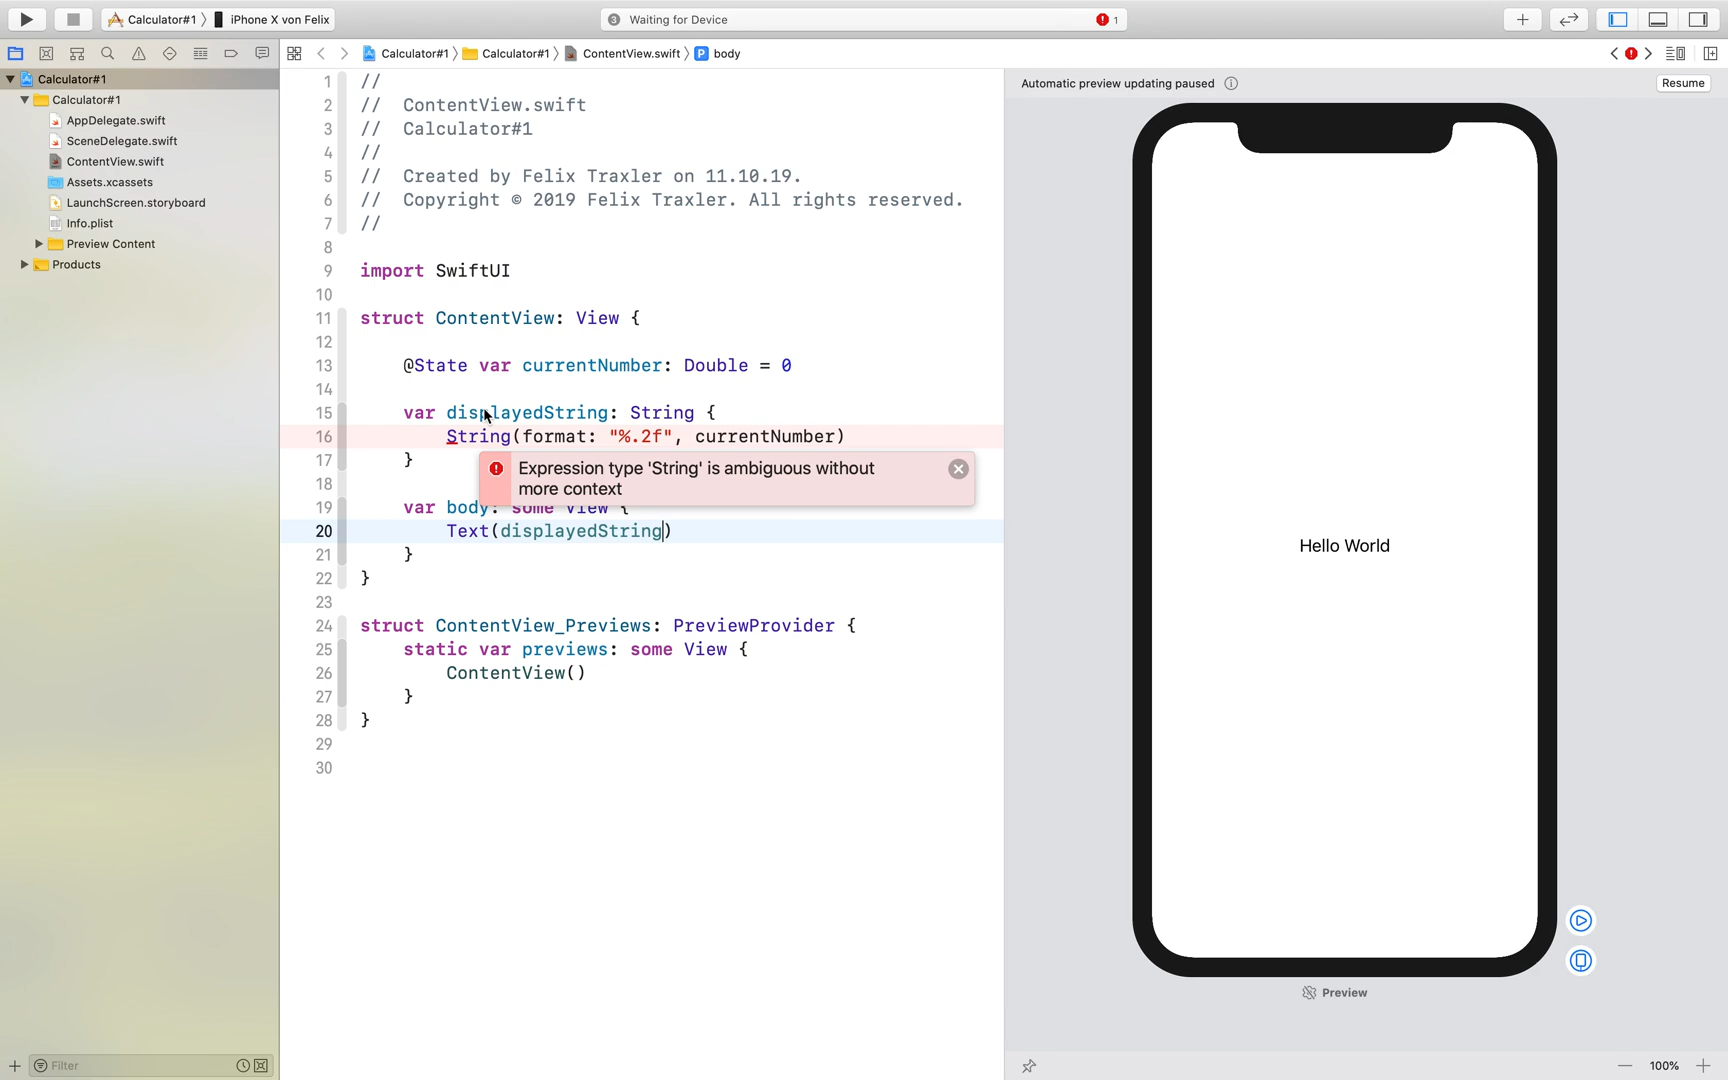 Calculator#1 〉 iPhone X von Felix
3 Waiting for Device
1
Calculator#1 〉 Calculator#1 〉 ContentView.swift 〉 P body
Calculator#1
Calculator#1
AppDelegate.swift
SceneDelegate.swift
ContentView.swift
Assets.xcassets
LaunchScreen.storyboard
Info.plist
Preview Content
Products
Filter
1 //
2 //  ContentView.swift
3 //  Calculator#1
4 //
5 //  Created by Felix Traxler on 11.10.19.
6 //  Copyright © 2019 Felix Traxler. All rights reserved.
7 //
8
9 import SwiftUI
10
11 struct ContentView: View {
12
13     @State var currentNumber: Double = 0
14
15     var displayedString: String {
16         String(format: "%.2f", currentNumber)
17     }
Expression type 'String' is ambiguous without
more context
18
19     var body: some View {
20         Text(displayedString)
21     }
22 }
23
24 struct ContentView_Previews: PreviewProvider {
25     static var previews: some View {
26         ContentView()
27     }
28 }
29
30
Automatic preview updating paused
Resume
Hello World
Preview
100%